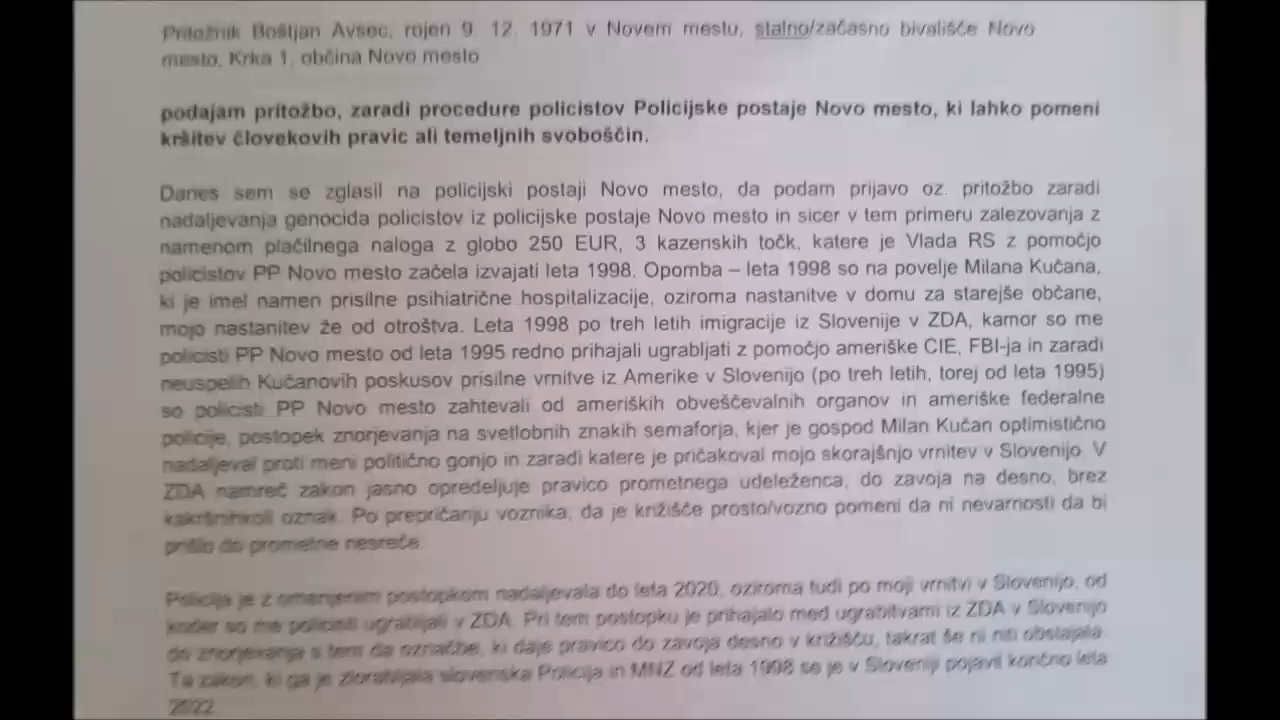 Pritožnik Boštjan Avsec, rojen 9. 12. 1971 v Novem mestu, stalno/začasno bivališče Novo
mesto, Krka 1, občina Novo mesto
podajam pritožbo, zaradi procedure policistov Policijske postaje Novo mesto, ki lahko pomeni
kršitev človekovih pravic ali temeljnih svoboščin.
Danes sem se zglasil na policijski postaji Novo mesto, da podam prijavo oz. pritožbo zaradi
nadaljevanja genocida policistov iz policijske postaje Novo mesto in sicer v tem primeru zalezovanja z
namenom plačilnega naloga z globo 250 EUR, 3 kazenskih točk, katere je Vlada RS z pomočjo
policistov PP Novo mesto začela izvajati leta 1998. Opomba – leta 1998 so na povelje Milana Kučana,
ki je imel namen prisilne psihiatrične hospitalizacije, oziroma nastanitve v domu za starejše občane,
mojo nastanitev že od otroštva. Leta 1998 po treh letih imigracije iz Slovenije v ZDA, kamor so me
policisti PP Novo mesto od leta 1995 redno prihajali ugrabljati z pomočjo ameriške CIE, FBI-ja in zaradi
neuspelih Kučanovih poskusov prisilne vrnitve iz Amerike v Slovenijo (po treh letih, torej od leta 1995)
so policisti PP Novo mesto zahtevali od ameriških obveščevalnih organov in ameriške federalne
policije, postopek znorjevanja na svetlobnih znakih semaforja, kjer je gospod Milan Kučan optimistično
nadaljeval proti meni politično gonjo in zaradi katere je pričakoval mojo skorajšnjo vrnitev v Slovenijo. V
ZDA namreč zakon jasno opredeljuje pravico prometnega udeleženca, do zavoja na desno, brez
kakršnihkoli oznak. Po prepričanju voznika, da je križišče prosto/vozno pomeni da ni nevarnosti da bi
prišlo do prometne nesreče.
Policija je z omenjenim postopkom nadaljevala do leta 2020, oziroma tudi po moji vrnitvi v Slovenijo, od
koder so me policisti ugrabljali v ZDA. Pri tem postopku je prihajalo med ugrabitvami iz ZDA v Slovenijo
do znorjevanja s tem da označbe, ki daje pravico do zavoja desno v križišču, takrat še ni niti obstajala.
Ta zakon, ki ga je zlorabljala slovenska Policija in MNZ od leta 1998 se je v Sloveniji pojavil končno leta
2022.